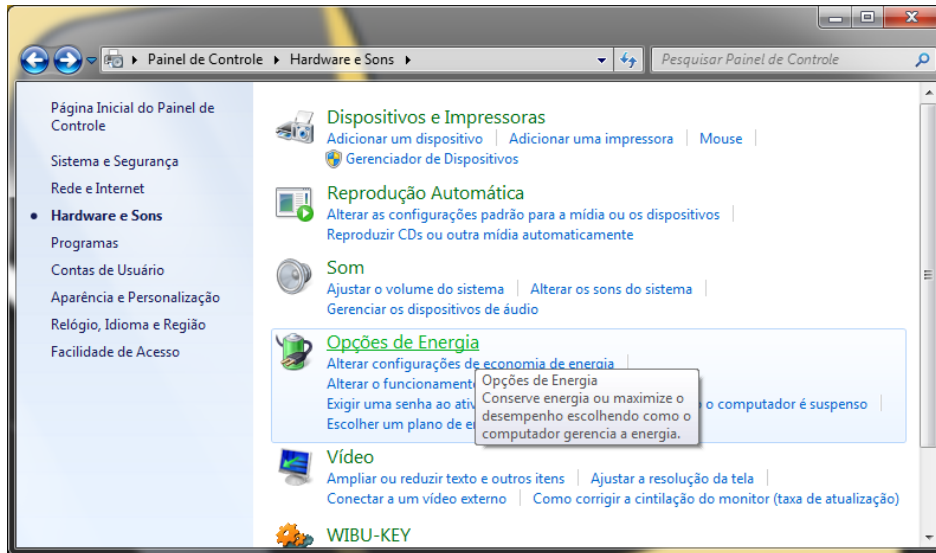 Painel de Controle Hardware e Sons
Pesquisar Painel de Controle
Página Inicial do Painel de
Controle
Sistema e Segurança
Rede e Internet
Hardware e Sons
Programas
Contas de Usuário
Aparência e Personalização
Relógio, Idioma e Região
Facilidade de Acesso
Dispositivos e Impressoras
Adicionar um dispositivo Adicionar uma impressora Mouse
Gerenciador de Dispositivos
Reprodução Automática
Alterar as configurações padrão para a mídia ou os dispositivos
Reproduzir CDs ou outra mídia automaticamente
Som
Ajustar o volume do sistema Alterar os sons do sistema
Gerenciar os dispositivos de áudio
Opções de Energia
Alterar configurações de economia de energia
Alterar o
Exigir uma senha ao o computador é suspenso
Escolher um plano de
Opções de Energia
Conserve energia ou maximize o
desempenho escolhendo como o
computador gerencia a energia.
Vídeo
Ampliar ou reduzir texto e outros itens Ajustar a resolução da tela
Conectar a um vídeo externo Como corrigir a cintilação do monitor (taxa de atualização)
WIBU-KEY